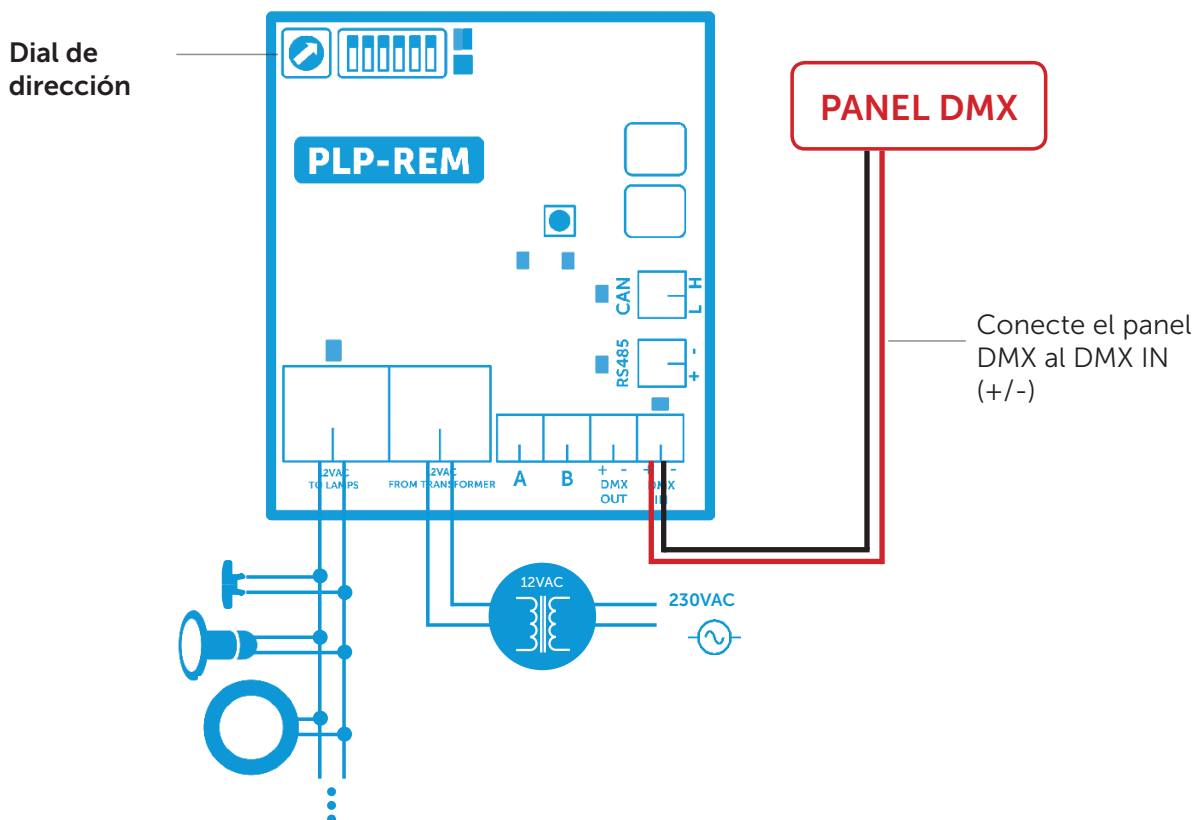 Dial de
dirección
PLP-REM
PANEL DMX
CAN
L H
RS485
+ -
Conecte el panel
DMX al DMX IN
(+/-)
12VAC
TO LAMPS
12VAC
FROM TRANSFORMER
A
B
+ -
DMX
OUT
+ -
DMX
IN
12VAC
230VAC